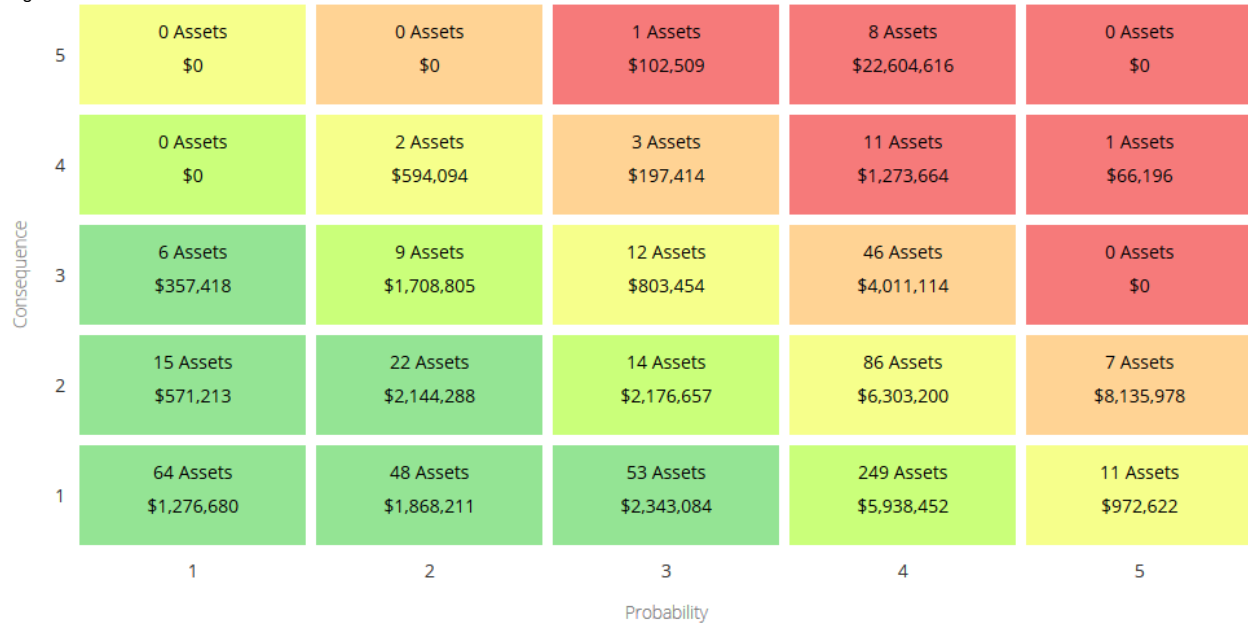 5
0 Assets
$0
0 Assets
$0
1 Assets
$102,509
8 Assets
$22,604,616
0 Assets
$0
4
0 Assets
$0
2 Assets
$594,094
3 Assets
$197,414
11 Assets
$1,273,664
1 Assets
$66,196
Consequence
3
6 Assets
$357,418
9 Assets
$1,708,805
12 Assets
$803,454
46 Assets
$4,011,114
0 Assets
$0
2
15 Assets
$571,213
22 Assets
$2,144,288
14 Assets
$2,176,657
86 Assets
$6,303,200
7 Assets
$8,135,978
1
64 Assets
$1,276,680
48 Assets
$1,868,211
53 Assets
$2,343,084
249 Assets
$5,938,452
11 Assets
$972,622
1
2
3
4
5
Probability